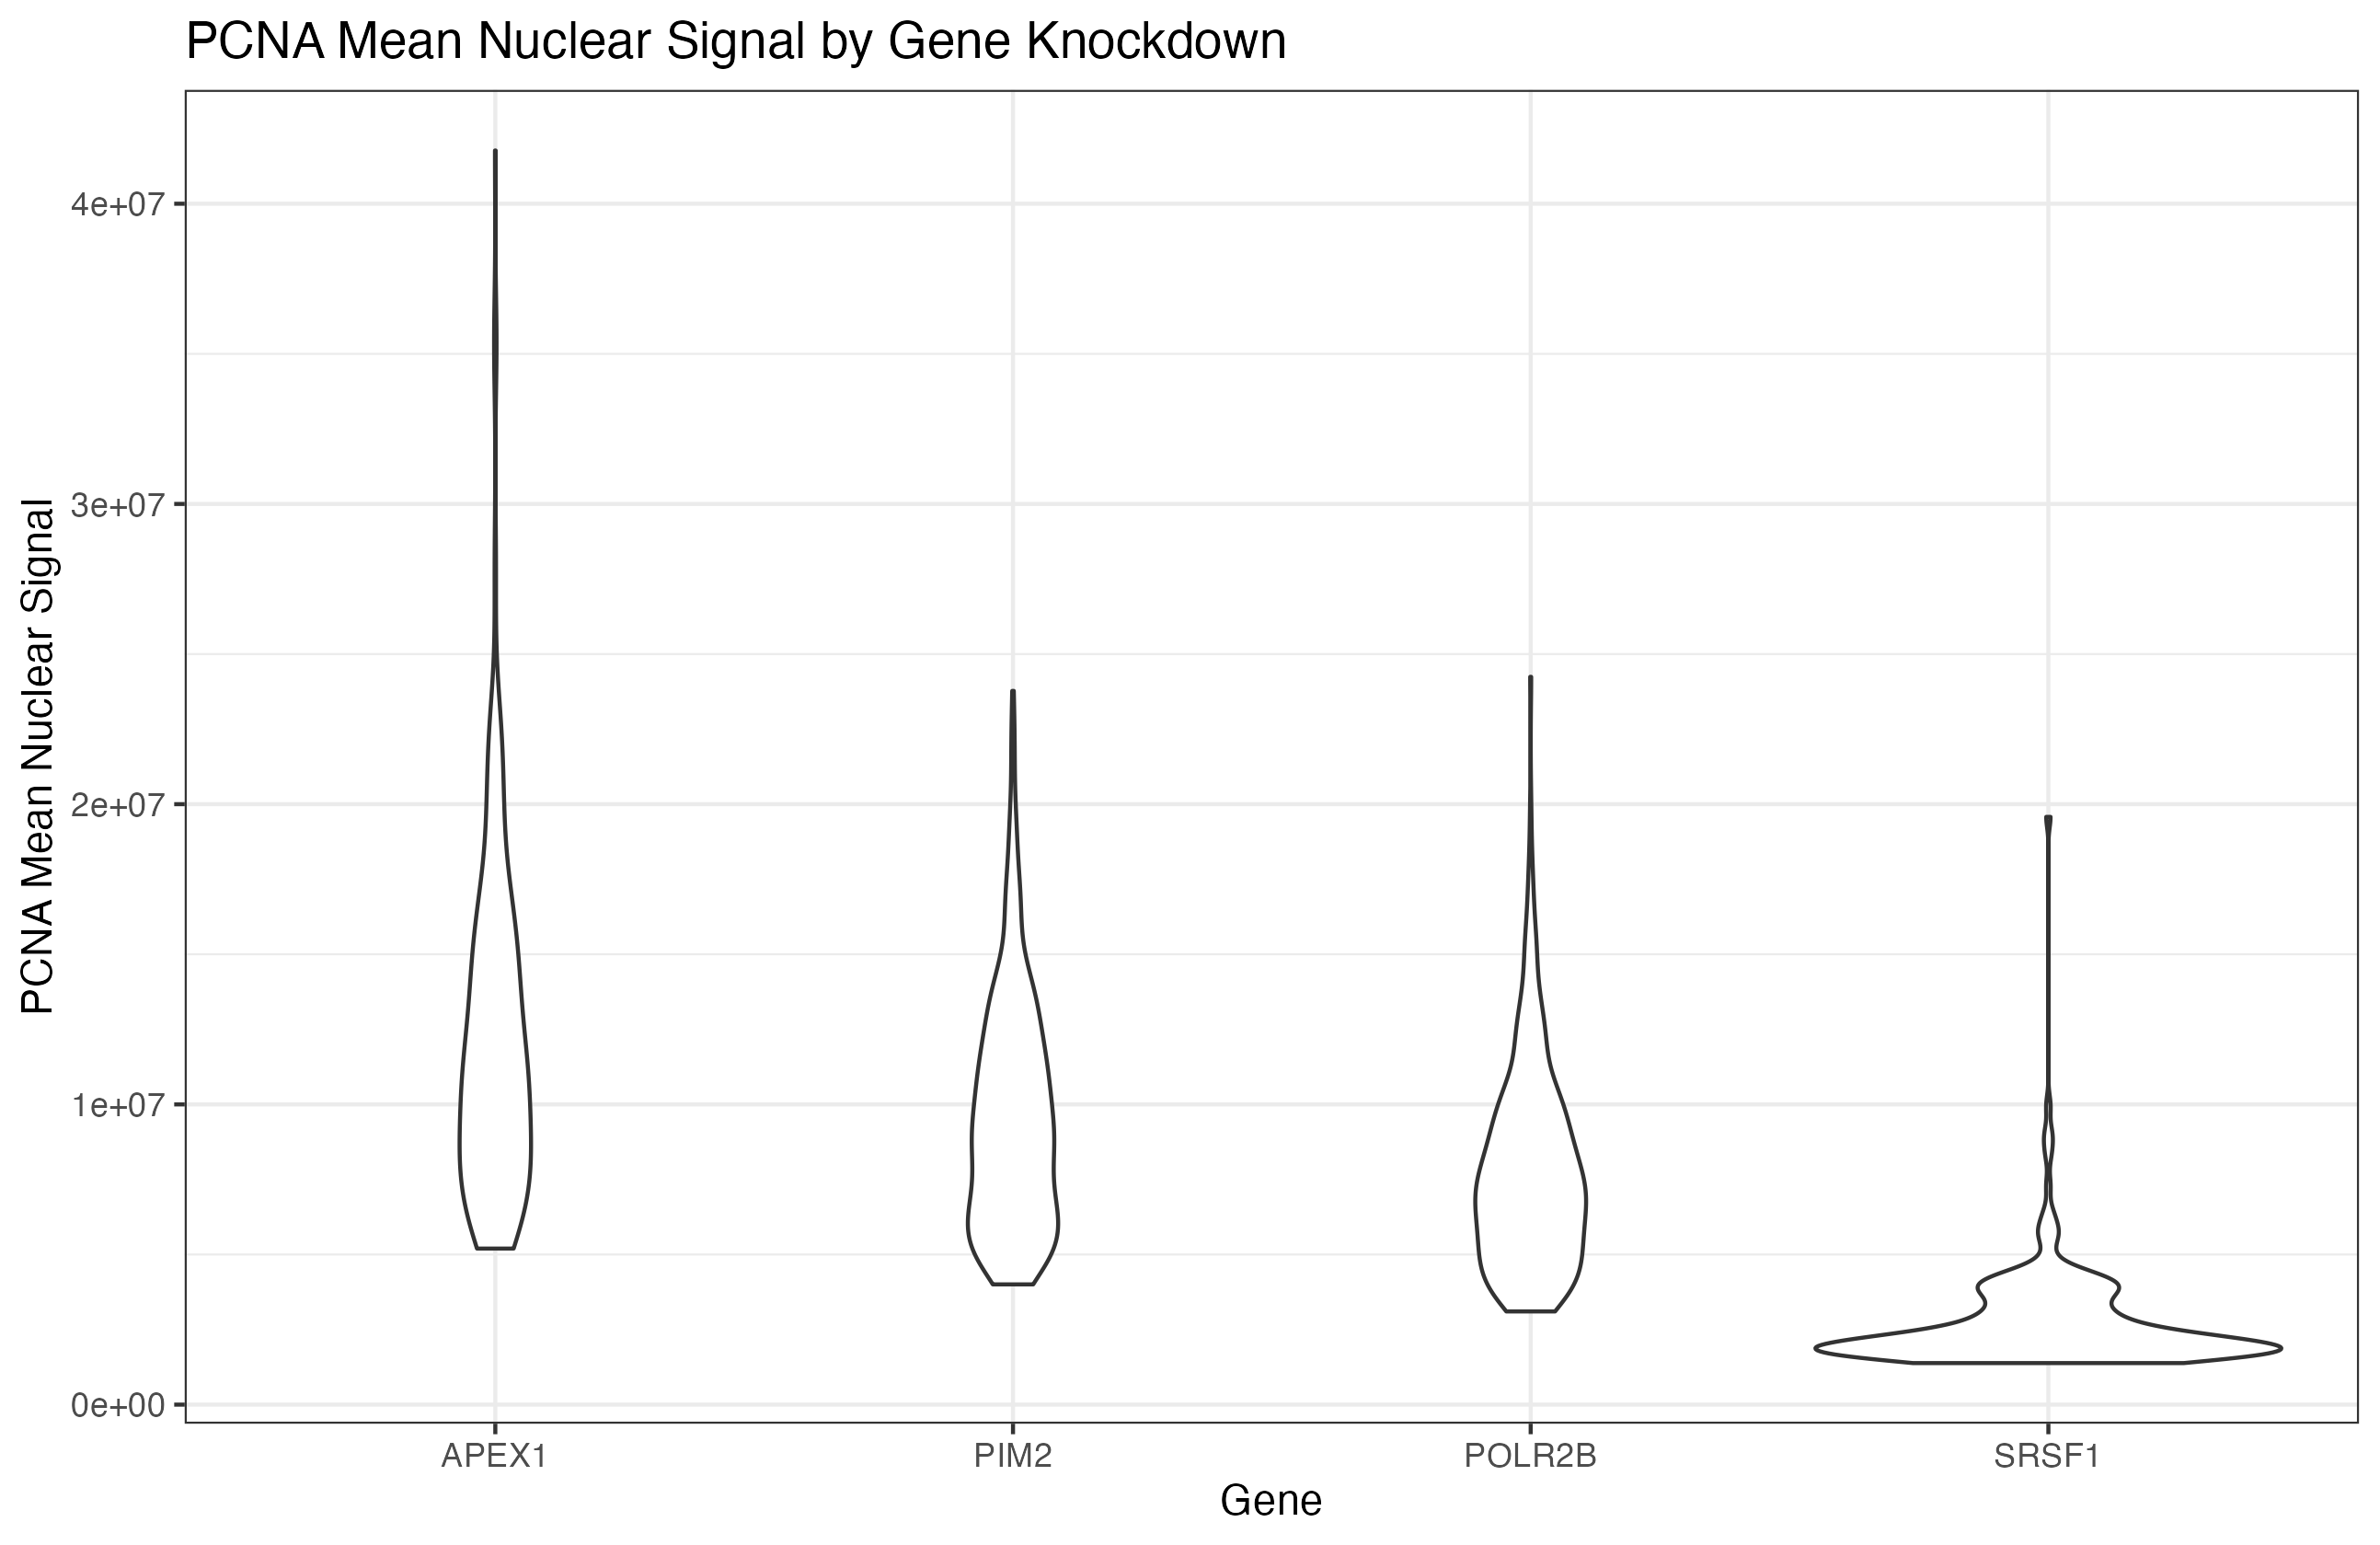 PCNA Mean Nuclear Signal by Gene Knockdown
PCNA Mean Nuclear Signal
4e+07
3e+07
2e+07
1e+07
0e+00
APEX1 PIM2 POLR2B SRSF1
Gene